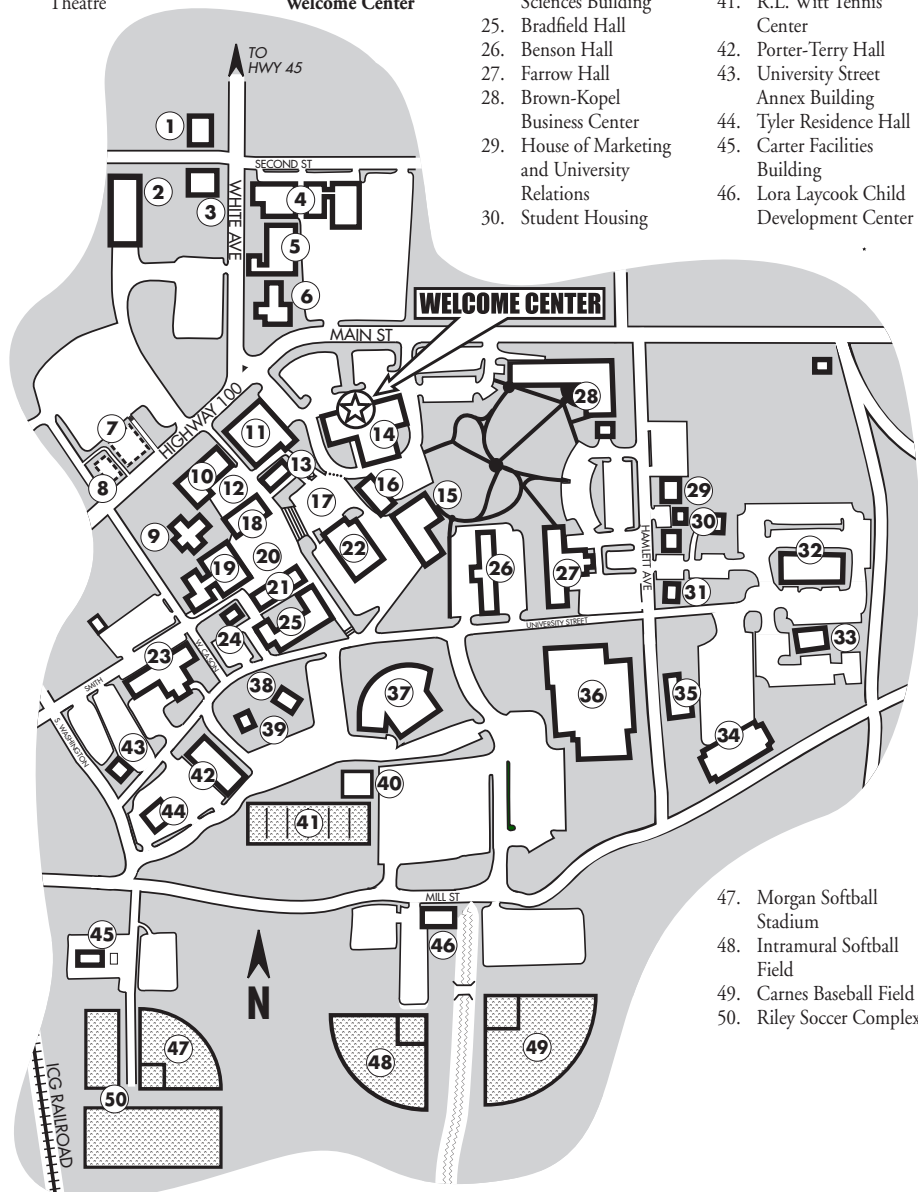 Theatre
Welcome Center
Sciences Building
25. Bradfield Hall
26. Benson Hall
27. Farrow Hall
28. Brown-Kopel
Business Center
29. House of Marketing
and University
Relations
30. Student Housing
41. R.L. Witt Tennis
Center
42. Porter-Terry Hall
43. University Street
Annex Building
44. Tyler Residence Hall
45. Carter Facilities
Building
46. Lora Laycook Child
Development Center
TO
HWY 45
1
SECOND ST
2
3
WHITE AVE
4
5
6
WELCOME CENTER
MAIN ST
HIGHWAY 100
7
8
9
10
11
12
13
14
15
16
17
18
19
20
21
22
23
24
25
26
27
28
29
30
31
32
33
34
35
36
37
38
39
40
41
42
43
44
HAMLET AVE
UNIVERSITY STREET
W.CASON
SMITH
S. WASHINGTON
MILL ST
45
46
N
47
48
49
50
ICG RAILROAD
47. Morgan Softball
Stadium
48. Intramural Softball
Field
49. Carnes Baseball Field
50. Riley Soccer Complex